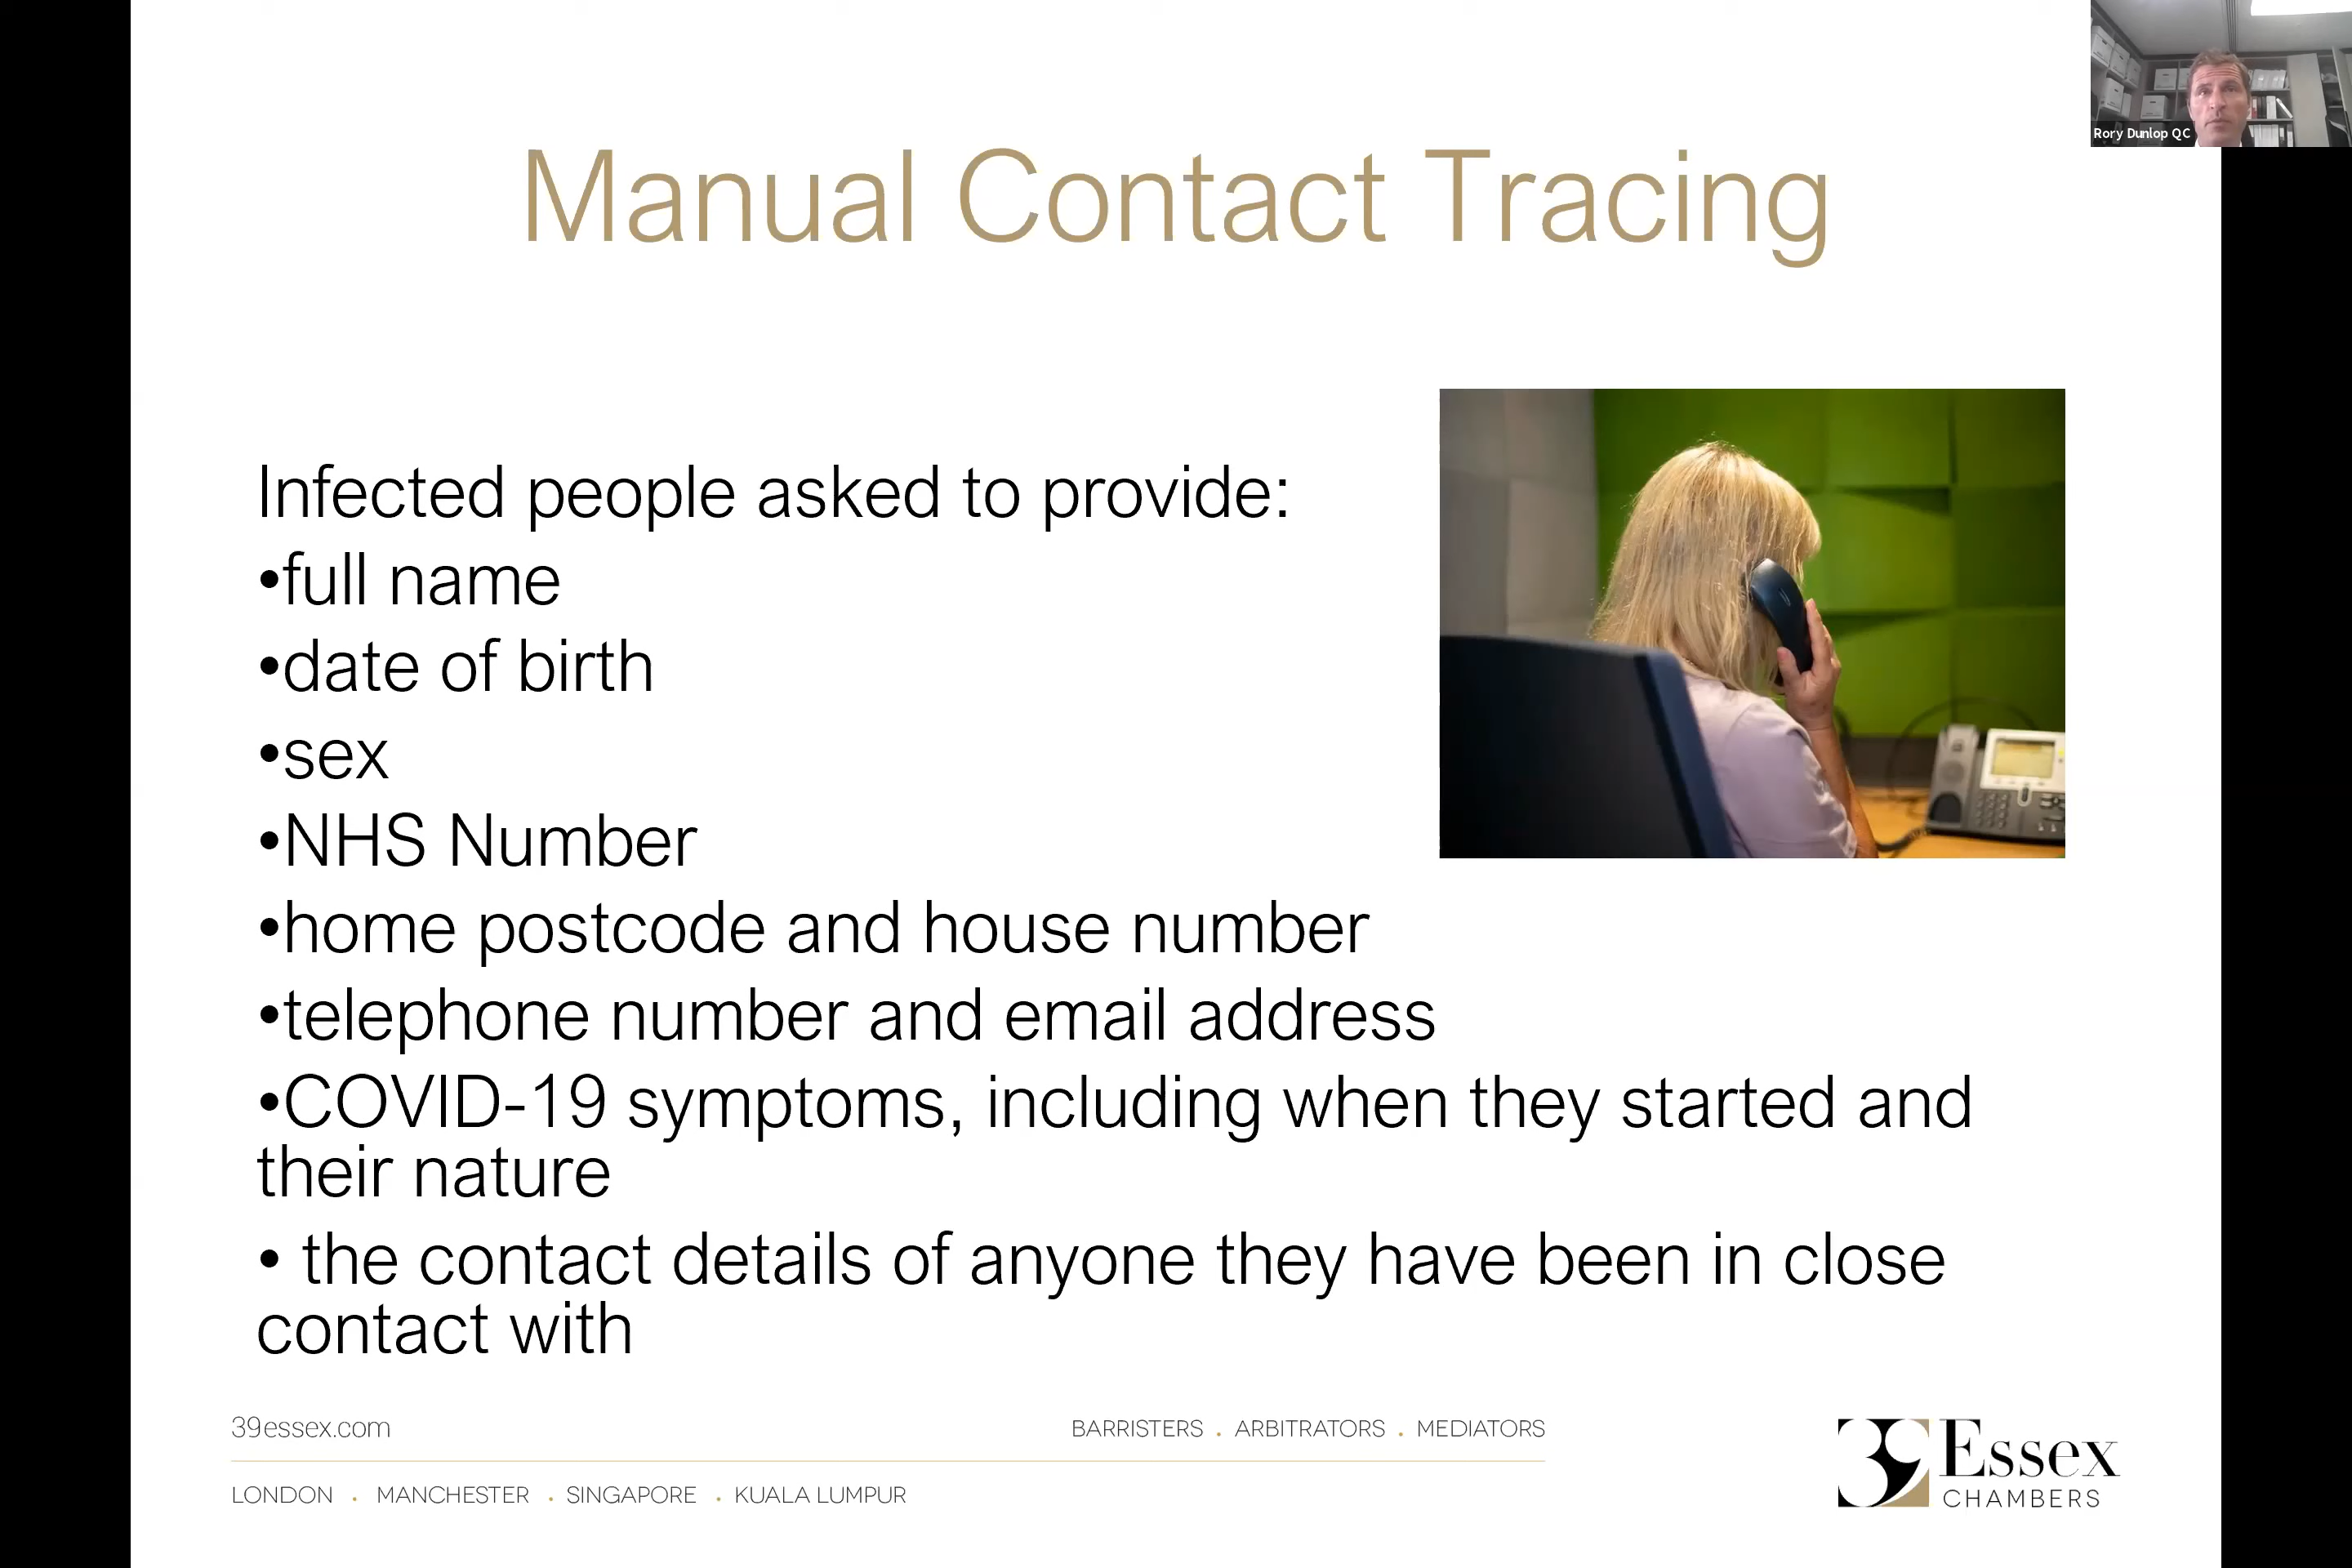 Rory Dunlop QC
Manual Contact Tracing
Infected people asked to provide:
•full name
•date of birth
•sex
•NHS Number
•home postcode and house number
•telephone number and email address
•COVID-19 symptoms, including when they started and
their nature
• the contact details of anyone they have been in close
contact with
39essex.com
BARRISTERS . ARBITRATORS . MEDIATORS
LONDON . MANCHESTER . SINGAPORE . KUALA LUMPUR
39 Essex
CHAMBERS